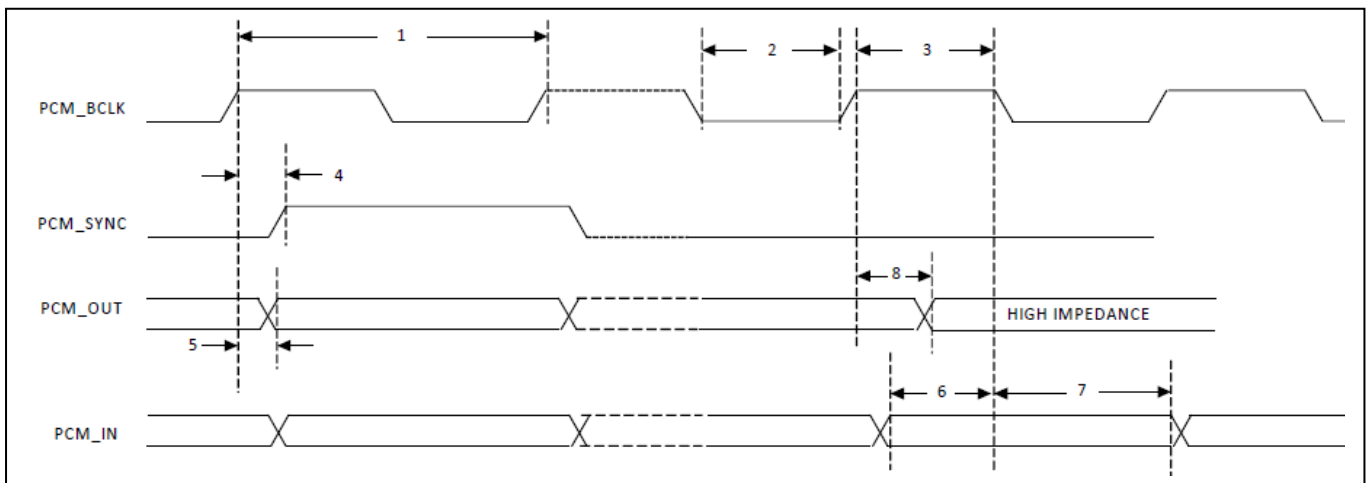 1
2
3
PCM_BCLK
4
PCM_SYNC
8
PCM_OUT
HIGH IMPEDANCE
5
6
7
PCM_IN